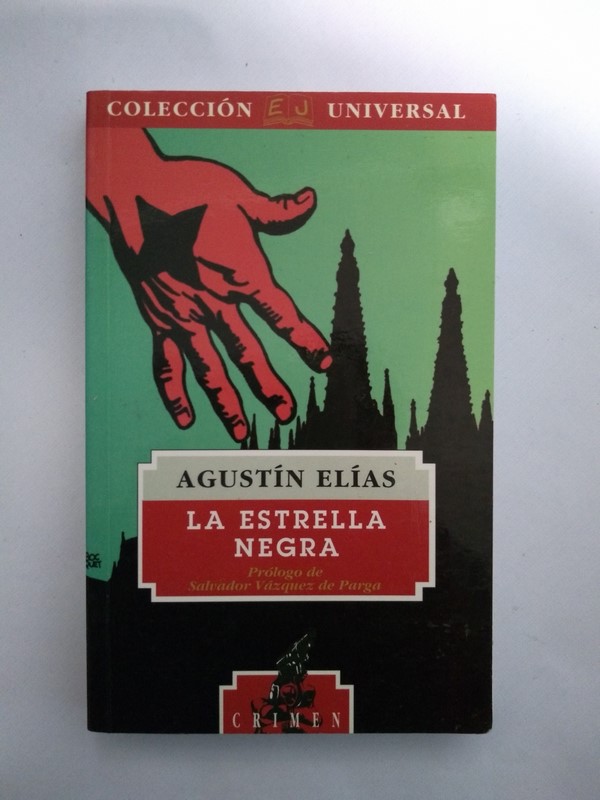 COLECCIÓN EJ UNIVERSAL
AGUSTÍN ELÍAS
LA ESTRELLA
NEGRA
Prólogo de
Salvador Vázquez de Parga
CRIMEN